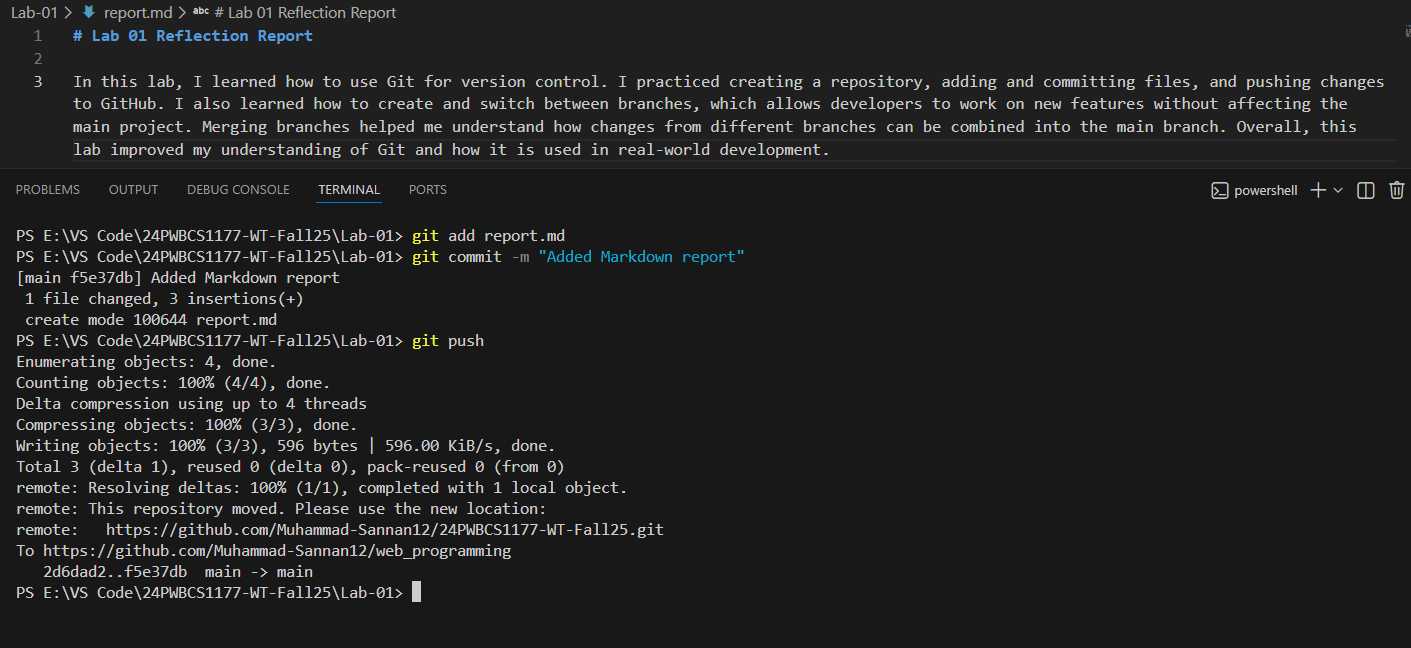 Lab-01 > report.md > abc # Lab 01 Reflection Report
1 # Lab 01 Reflection Report
2
3 In this lab, I learned how to use Git for version control. I practiced creating a repository, adding and committing files, and pushing changes
to GitHub. I also learned how to create and switch between branches, which allows developers to work on new features without affecting the
main project. Merging branches helped me understand how changes from different branches can be combined into the main branch. Overall, this
lab improved my understanding of Git and how it is used in real-world development.
PROBLEMS OUTPUT DEBUG CONSOLE TERMINAL PORTS powershell
PS E:\VS Code\24PWBCS1177-WT-Fall25\Lab-01> git add report.md
PS E:\VS Code\24PWBCS1177-WT-Fall25\Lab-01> git commit -m "Added Markdown report"
[main f5e37db] Added Markdown report
 1 file changed, 3 insertions(+)
 create mode 100644 report.md
PS E:\VS Code\24PWBCS1177-WT-Fall25\Lab-01> git push
Enumerating objects: 4, done.
Counting objects: 100% (4/4), done.
Delta compression using up to 4 threads
Compressing objects: 100% (3/3), done.
Writing objects: 100% (3/3), 596 bytes | 596.00 KiB/s, done.
Total 3 (delta 1), reused 0 (delta 0), pack-reused 0 (from 0)
remote: Resolving deltas: 100% (1/1), completed with 1 local object.
remote: This repository moved. Please use the new location:
remote:   https://github.com/Muhammad-Sannan12/24PWBCS1177-WT-Fall25.git
To https://github.com/Muhammad-Sannan12/web_programming
   2d6dad2..f5e37db  main -> main
PS E:\VS Code\24PWBCS1177-WT-Fall25\Lab-01>